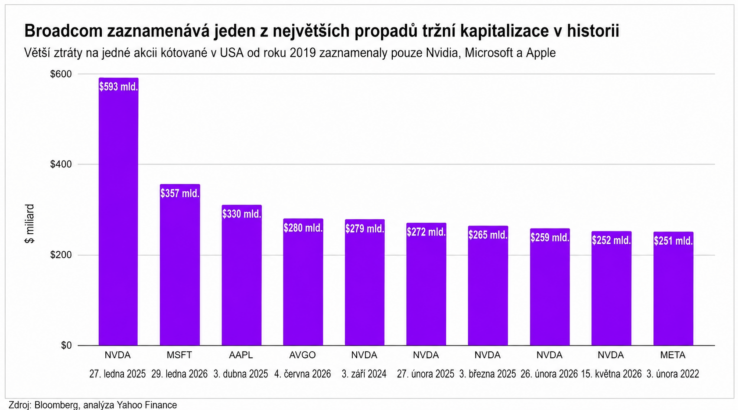 Broadcom zaznamenává jeden z největších propadů tržní kapitalizace v historii
Větší ztráty na jedné akcii kótované v USA od roku 2019 zaznamenaly pouze Nvidia, Microsoft a Apple
$ miliard
$600
$400
$200
$0
$593 mld.
$357 mld.
$330 mld.
$280 mld.
$279 mld.
$272 mld.
$265 mld.
$259 mld.
$252 mld.
$251 mld.
NVDA MSFT AAPL AVGO NVDA NVDA NVDA NVDA NVDA META
27. ledna 2025 29. ledna 2026 3. dubna 2025 4. června 2026 3. září 2024 27. února 2025 3. března 2025 26. února 2026 15. května 2026 3. února 2022
Zdroj: Bloomberg, analýza Yahoo Finance